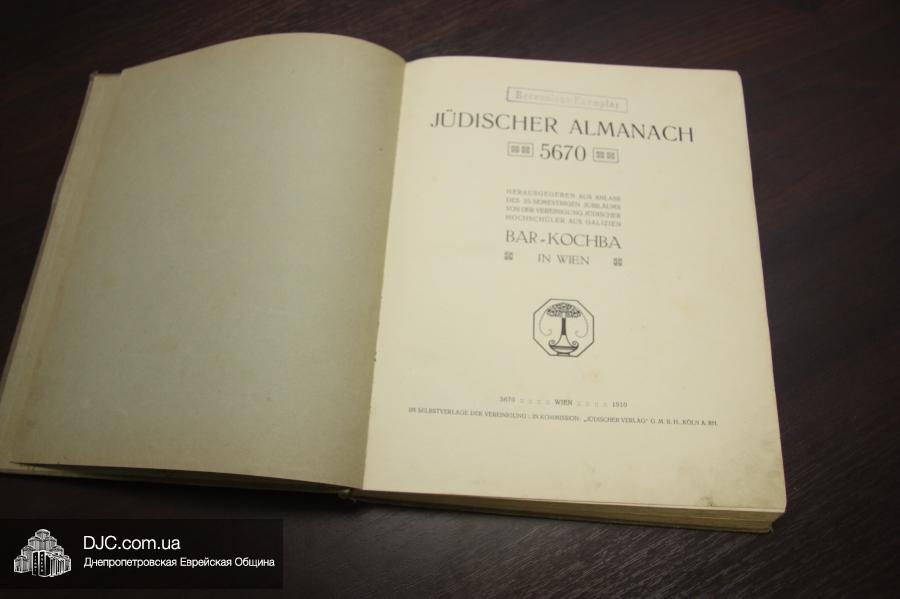 Recensions-Exemplar
JÜDISCHER ALMANACH
5670
HERAUSGEGEBEN AUS ANLASS
DES 25-SEMESTRIGEN JUBILÄUMS
VON DER VEREINIGUNG JÜDISCHER
HOCHSCHÜLER AUS GALIZIEN
BAR-KOCHBA
IN WIEN
5670 WIEN 1910
IM SELBSTVERLAGE DER VEREINIGUNG : IN KOMMISSION: „JÜDISCHER VERLAG“ G. M. B. H., KÖLN A. RH.
DJC.com.ua
Днепропетровская Еврейская Община